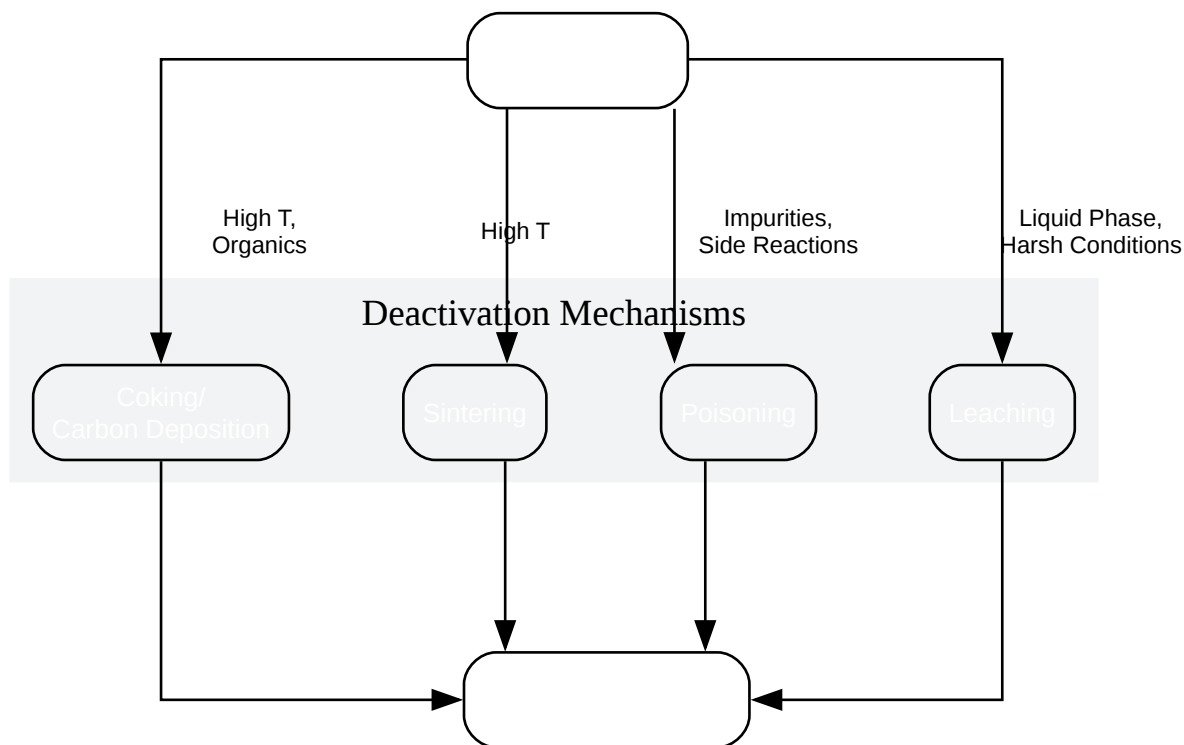 High T,
Organics
High T
Impurities,
Side Reactions
Liquid Phase,
Harsh Conditions
Deactivation Mechanisms
Coking/
Carbon Deposition
Sintering
Poisoning
Leaching